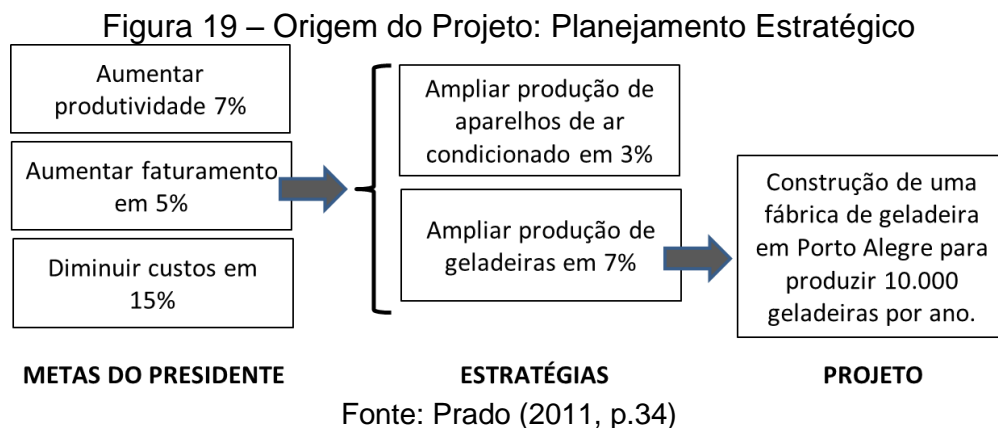 Figura 19 – Origem do Projeto: Planejamento Estratégico
Aumentar
produtividade 7%
Aumentar faturamento
em 5%
Diminuir custos em
15%
METAS DO PRESIDENTE
Ampliar produção de
aparelhos de ar
condicionado em 3%
Ampliar produção de
geladeiras em 7%
ESTRATÉGIAS
Construção de uma
fábrica de geladeira
em Porto Alegre para
produzir 10.000
geladeiras por ano.
PROJETO
Fonte: Prado (2011, p.34)